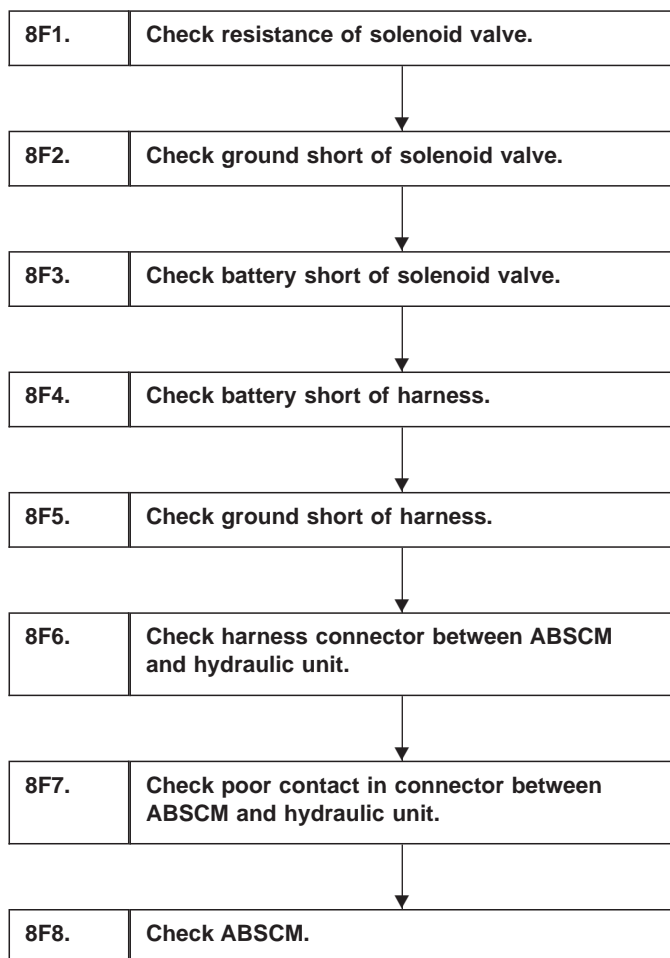 8F1. Check resistance of solenoid valve.
8F2. Check ground short of solenoid valve.
8F3. Check battery short of solenoid valve.
8F4. Check battery short of harness.
8F5. Check ground short of harness.
8F6. Check harness connector between ABSCM
and hydraulic unit.
8F7. Check poor contact in connector between
ABSCM and hydraulic unit.
8F8. Check ABSCM.